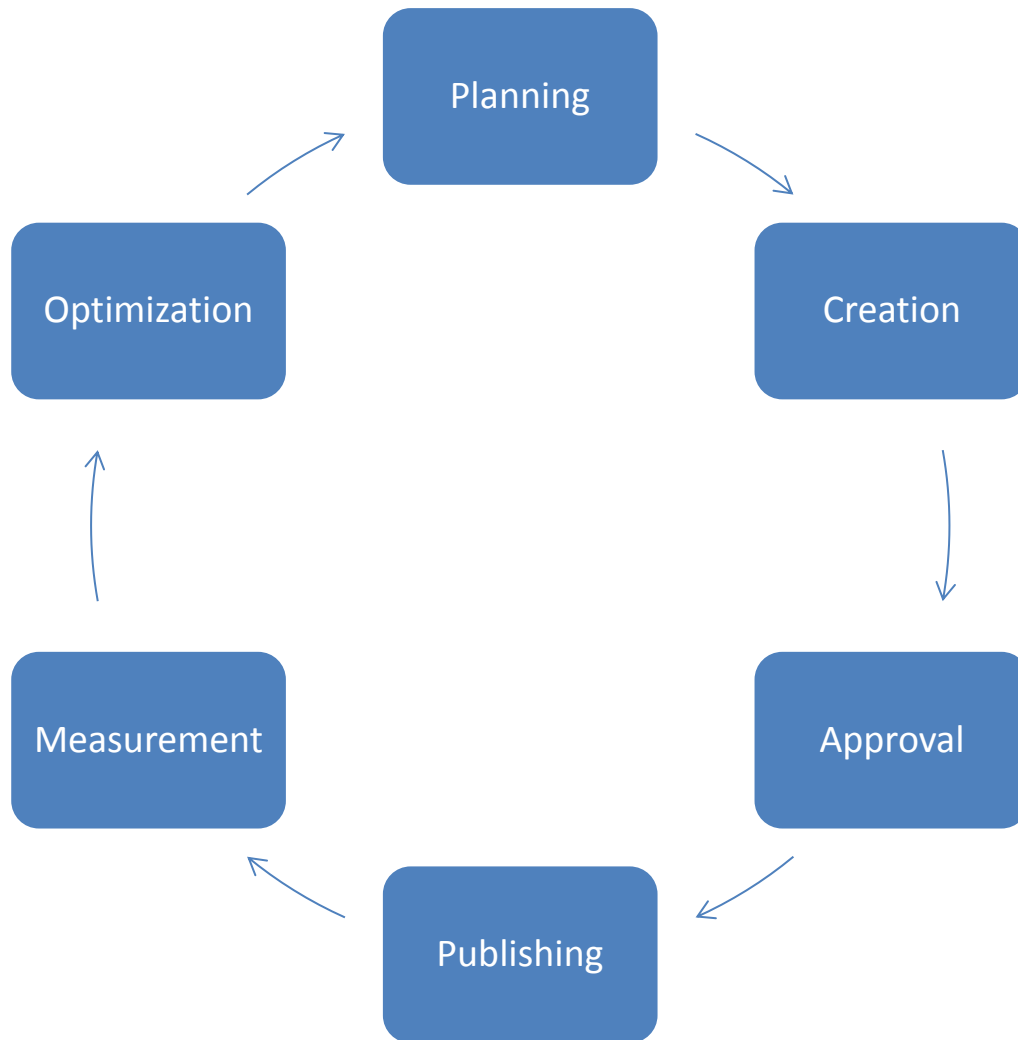 Planning
Creation
Approval
Publishing
Measurement
Optimization